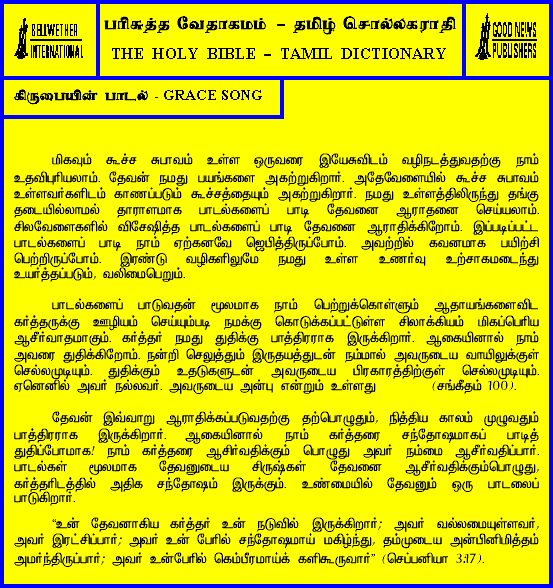 BELLWETHER
INTERNATIONAL
பரிசுத்த வேதாகமம் – தமிழ் சொல்லகராதி
THE HOLY BIBLE – TAMIL DICTIONARY
GOOD NEWS
PUBLISHERS
கிருபையின் பாடல் - GRACE SONG
மிகவும் கூச்ச சுபாவம் உள்ள ஒருவரை இயேசுவிடம் வழிநடத்துவதற்கு நாம்
உதவிபுரியலாம். தேவன் நமது பயங்களை அகற்றுகிறார். அதேவேளையில் கூச்ச சுபாவம்
உள்ளவர்களிடம் காணப்படும் கூச்சத்தையும் அகற்றுகிறார். நமது உள்ளத்திலிருந்து தங்கு
தடையில்லாமல் தாராளமாக பாடல்களைப் பாடி தேவனை ஆராதனை செய்யலாம்.
சிலவேளைகளில் விசேஷித்த பாடல்களைப் பாடி தேவனை ஆராதிக்கிறோம். இப்படிப்பட்ட
பாடல்களைப் பாடி நாம் ஏற்கனவே ஜெபித்திருப்போம். அவற்றில் கவனமாக பயிற்சி
பெற்றிருப்போம். இரண்டு வழிகளிலுமே நமது உள்ள உணர்வு உற்சாகமடைந்து
உயர்த்தப்படும், வலிமைபெறும்.
பாடல்களைப் பாடுவதன் மூலமாக நாம் பெற்றுக்கொள்ளும் ஆதாயங்களைவிட
கர்த்தருக்கு ஊழியம் செய்யும்படி நமக்கு கொடுக்கப்பட்டுள்ள சிலாக்கியம் மிகப்பெரிய
ஆசீர்வாதமாகும். கர்த்தர் நமது துதிக்கு பாத்திரராக இருக்கிறார். ஆகையினால் நாம்
அவரை துதிக்கிறோம். நன்றி செலுத்தும் இருதயத்துடன் நம்மால் அவருடைய வாயிலுக்குள்
செல்லமுடியும். துதிக்கும் உதடுகளுடன் அவருடைய பிரகாரத்திற்குள் செல்லமுடியும்.
ஏனெனில் அவர் நல்லவர். அவருடைய அன்பு என்றும் உள்ளது (சங்கீதம் 100).
தேவன் இவ்வாறு ஆராதிக்கப்படுவதற்கு தற்பொழுதும், நித்திய காலம் முழுவதும்
பாத்திரராக இருக்கிறார். ஆகையினால் நாம் கர்த்தரை சந்தோஷமாகப் பாடித்
துதிப்போமாக! நாம் கர்த்தரை ஆசிர்வதிக்கும் பொழுது அவர் நம்மை ஆசீர்வதிப்பார்.
பாடல்கள் மூலமாக தேவனுடைய சிருஷ்கள் தேவனை ஆசீர்வதிக்கும்பொழுது,
கர்த்தரிடத்தில் அதிக சந்தோஷம் இருக்கும். உண்மையில் தேவனும் ஒரு பாடலைப்
பாடுகிறார்.
“உன் தேவனாகிய கர்த்தர் உன் நடுவில் இருக்கிறார்; அவர் வல்லமையுள்ளவர்,
அவர் இரட்சிப்பார்; அவர் உன் பேரில் சந்தோஷமாய் மகிழ்ந்து, தம்முடைய அன்பினிமித்தம்
அமர்ந்திருப்பார்; அவர் உன்பேரில் கெம்பீரமாய்க் களிகூருவார்” (செப்பனியா 3:17).